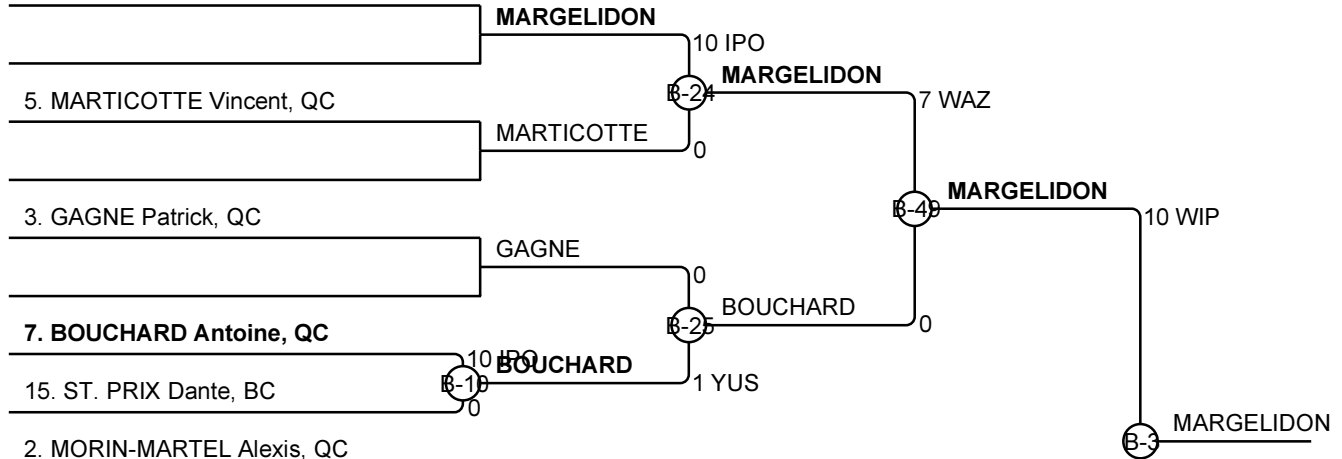 MARGELIDON
10 IPO
MARGELIDON
5. MARTICOTTE Vincent, QC
B-24
7 WAZ
MARTICOTTE
0
MARGELIDON
3. GAGNE Patrick, QC
B-49
10 WIP
GAGNE
0
BOUCHARD
7. BOUCHARD Antoine, QC
B-25
0
10 IPO
BOUCHARD
15. ST. PRIX Dante, BC
B-10
1 YUS
0
MARGELIDON
2. MORIN-MARTEL Alexis, QC
B-3